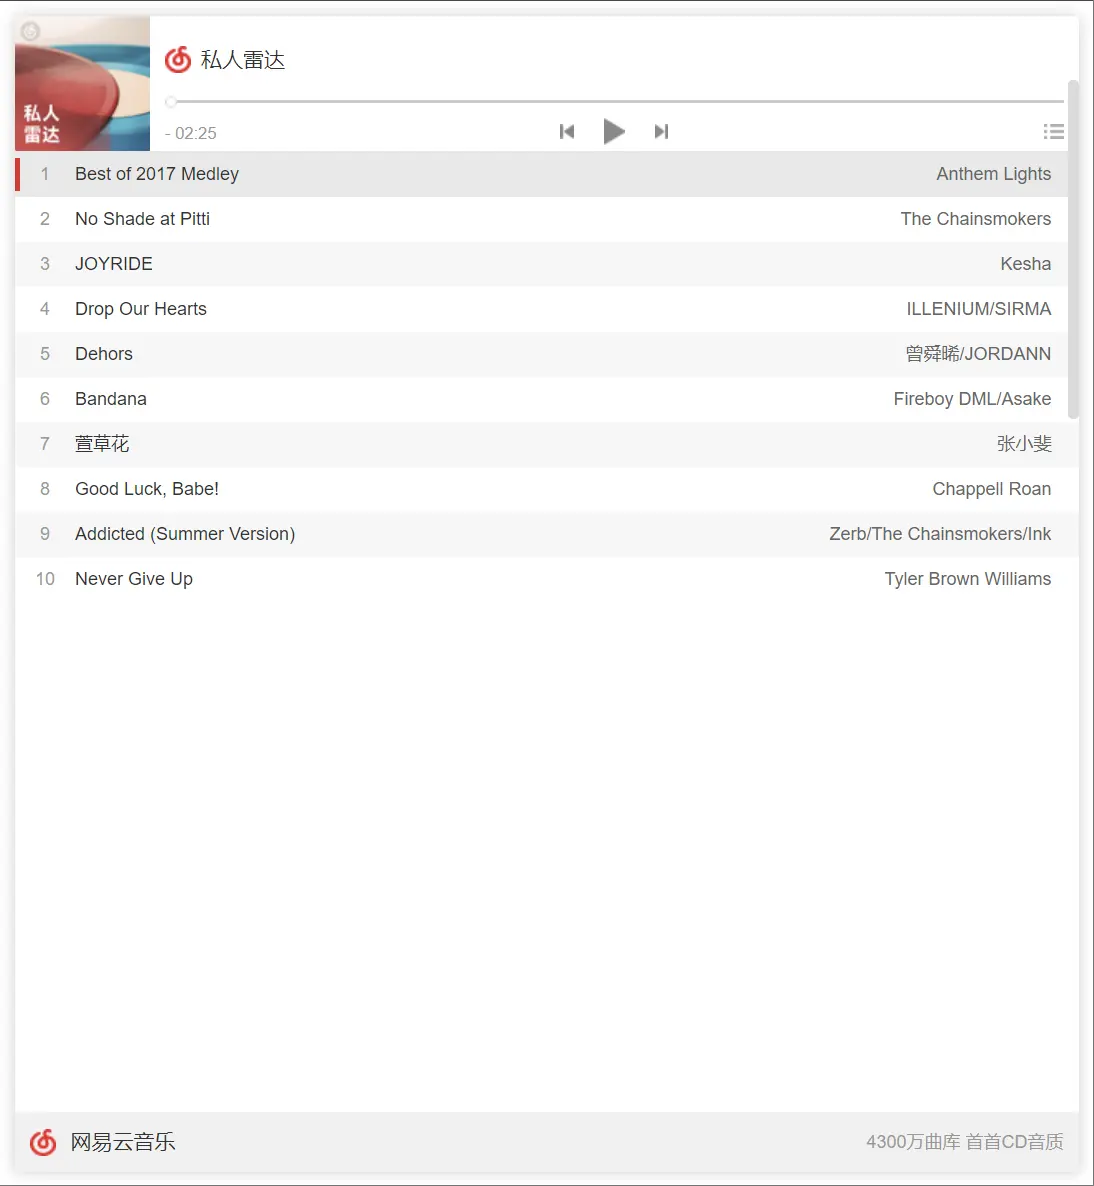 私人雷达
私人
雷达
- 02:25
1 Best of 2017 Medley Anthem Lights
2 No Shade at Pitti The Chainsmokers
3 JOYRIDE Kesha
4 Drop Our Hearts ILLENIUM/SIRMA
5 Dehors 曾舜晞/JORDANN
6 Bandana Fireboy DML/Asake
7 萱草花 张小斐
8 Good Luck, Babe! Chappell Roan
9 Addicted (Summer Version) Zerb/The Chainsmokers/Ink
10 Never Give Up Tyler Brown Williams
网易云音乐 4300万曲库 首首CD音质